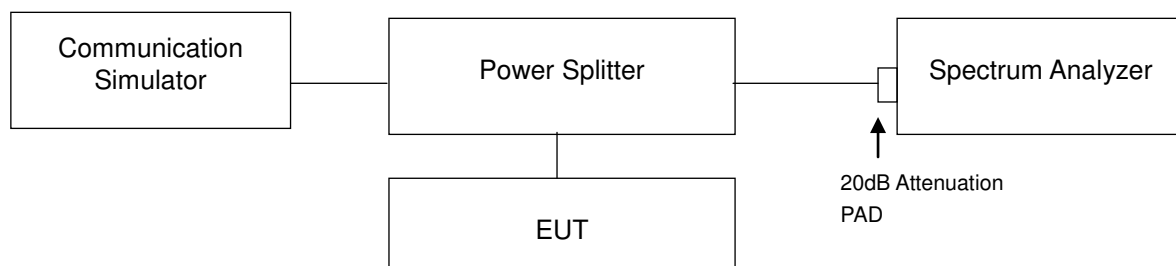 Communication
Simulator
Power Splitter
Spectrum Analyzer
20dB Attenuation
PAD
EUT